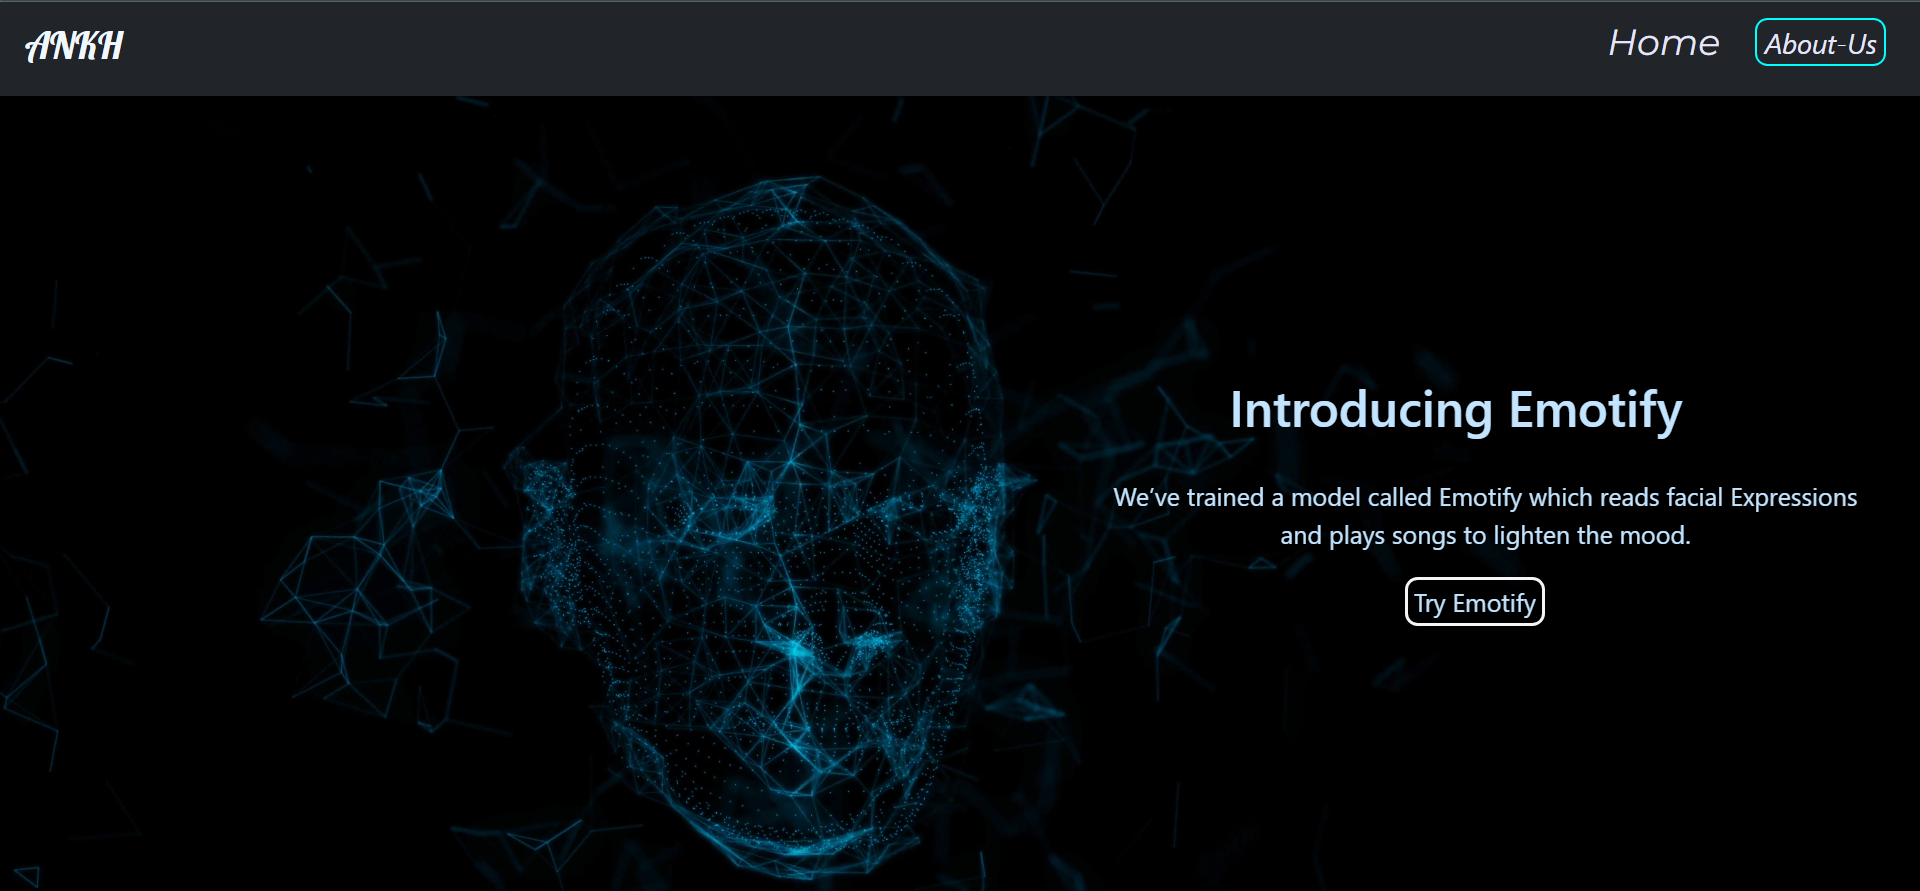 ANKH
Home
About-Us
Introducing Emotify
We’ve trained a model called Emotify which reads facial Expressions
and plays songs to lighten the mood.
Try Emotify